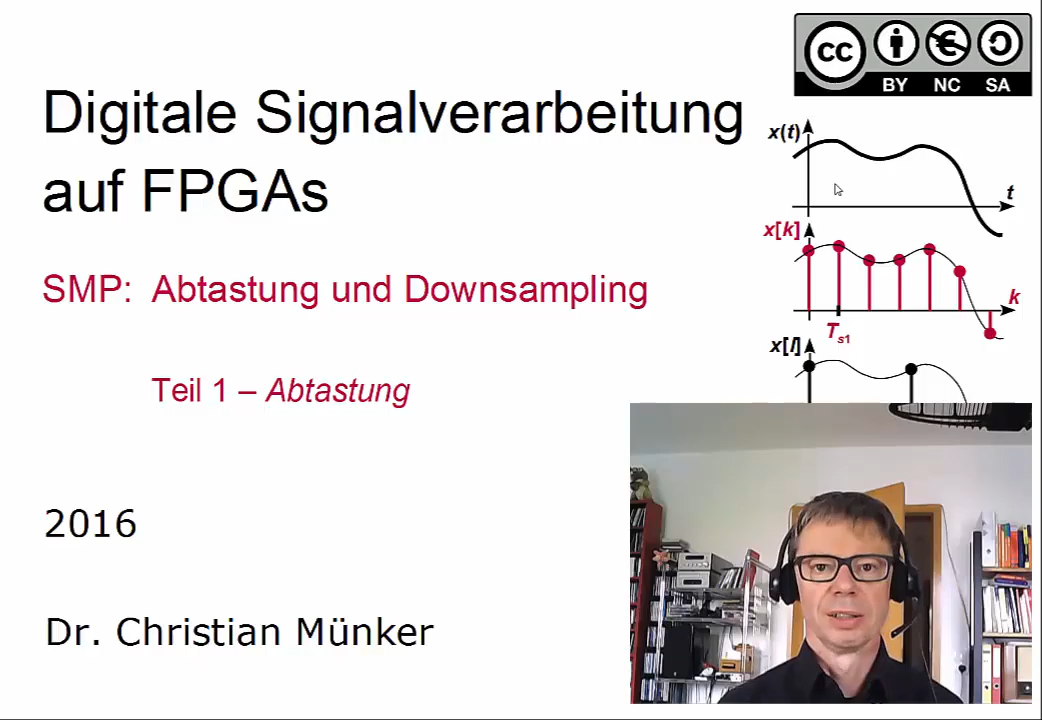 cc
BY NC SA
Digitale Signalverarbeitung
auf FPGAs
x(t)
t
x[k]
k
SMP: Abtastung und Downsampling
Ts1
x[l]
Teil 1 – Abtastung
2016
Dr. Christian Münker